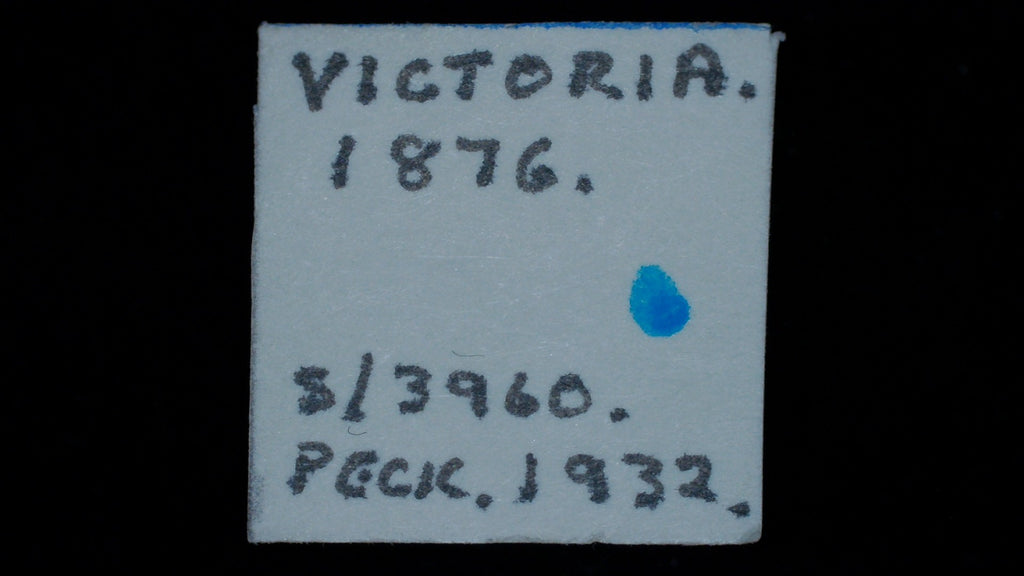 VICTORIA.
1876.
S/3960.
PECK. 1932.